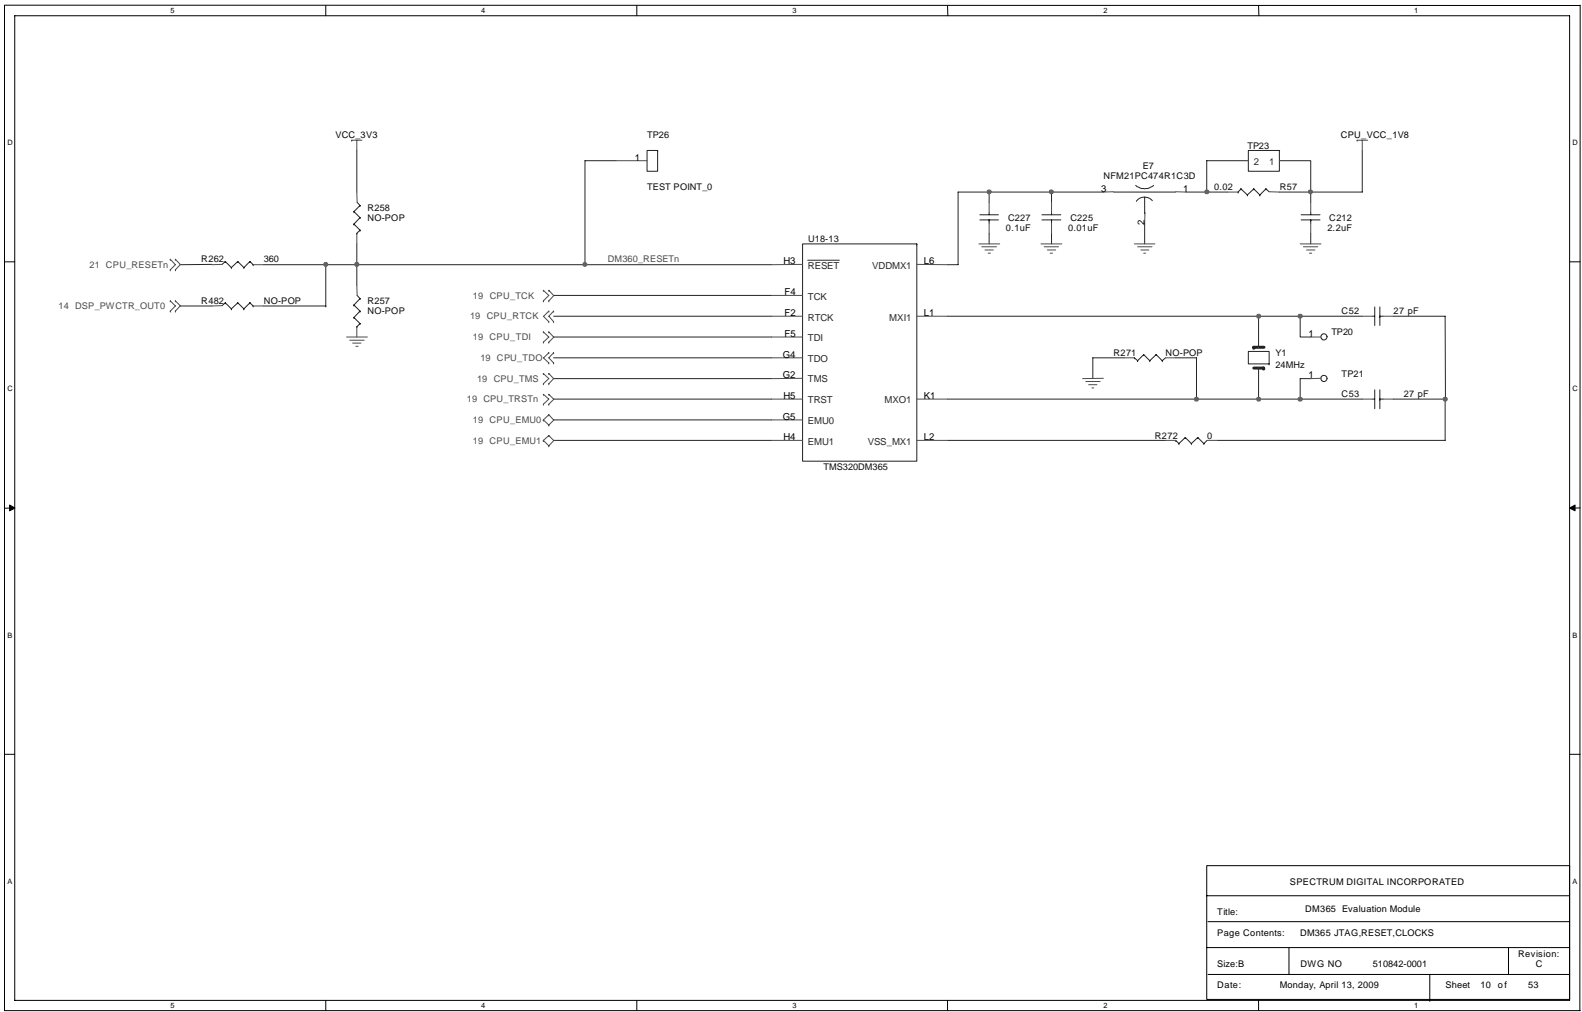 5 4 3 2 1
D D
C C
B B
A A
VCC_3V3
TP26
1
TEST POINT_0
CPU_VCC_1V8
TP23
2 1
E7
NFM21PC474R1C3D
3 1
2
0.02 R57
C227
0.1uF
C225
0.01uF
C212
2.2uF
R258
NO-POP
21 CPU_RESETn
R262 360
DM360_RESETn
14 DSP_PWCTR_OUT0
R482 NO-POP
R257
NO-POP
U18-13
H3 RESET VDDMX1 L6
19 CPU_TCK F4 TCK
19 CPU_RTCK F2 RTCK MXI1 L1
19 CPU_TDI F5 TDI
19 CPU_TDO G4 TDO
19 CPU_TMS G2 TMS
19 CPU_TRSTn H5 TRST MXO1 K1
19 CPU_EMU0 G5 EMU0
19 CPU_EMU1 H4 EMU1 VSS_MX1 L2
TMS320DM365
C52 27 pF
1 TP20
R271 NO-POP
Y1
24MHz
1 TP21
C53 27 pF
R272 0
SPECTRUM DIGITAL INCORPORATED
Title: DM365 Evaluation Module
Page Contents: DM365 JTAG,RESET,CLOCKS
Size:B DWG NO 510842-0001 Revision:
C
Date: Monday, April 13, 2009 Sheet 10 of 53
5 4 3 2 1